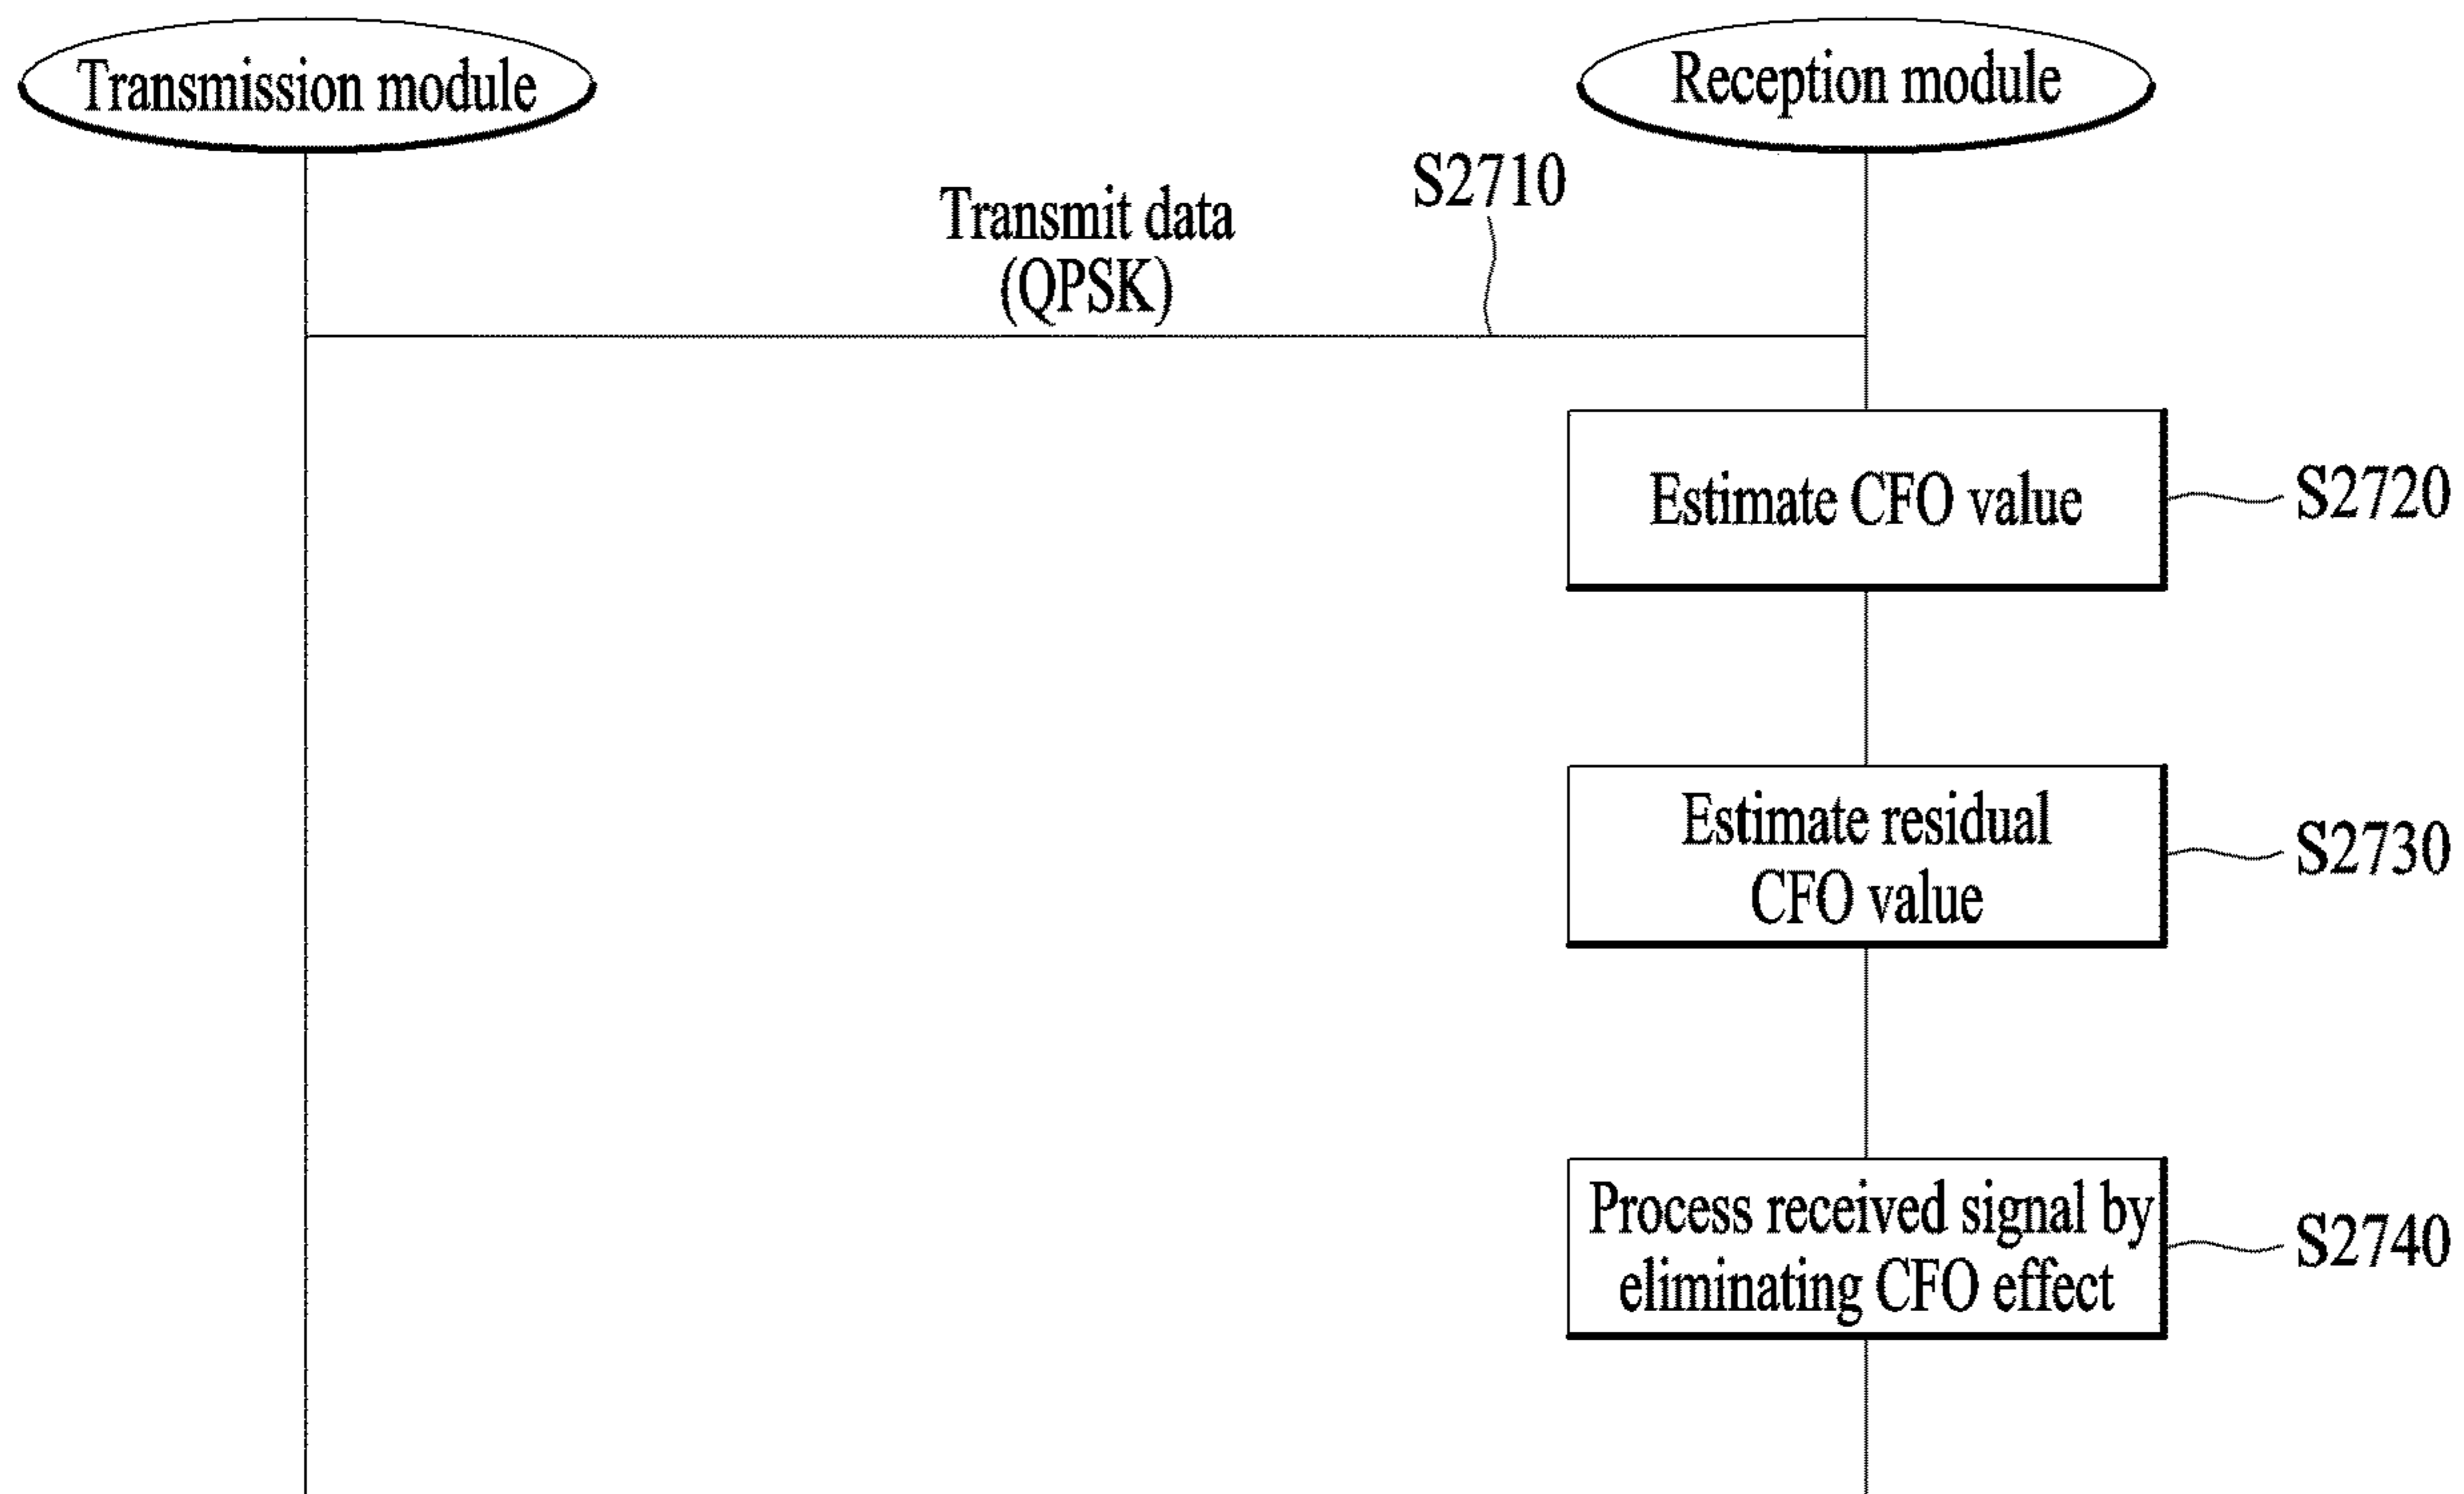 Transmission module
Reception module
S2710
Transmit data
(QPSK)
Estimate CFO value
S2720
Estimate residual
CFO value
S2730
Process received signal by
eliminating CFO effect
S2740